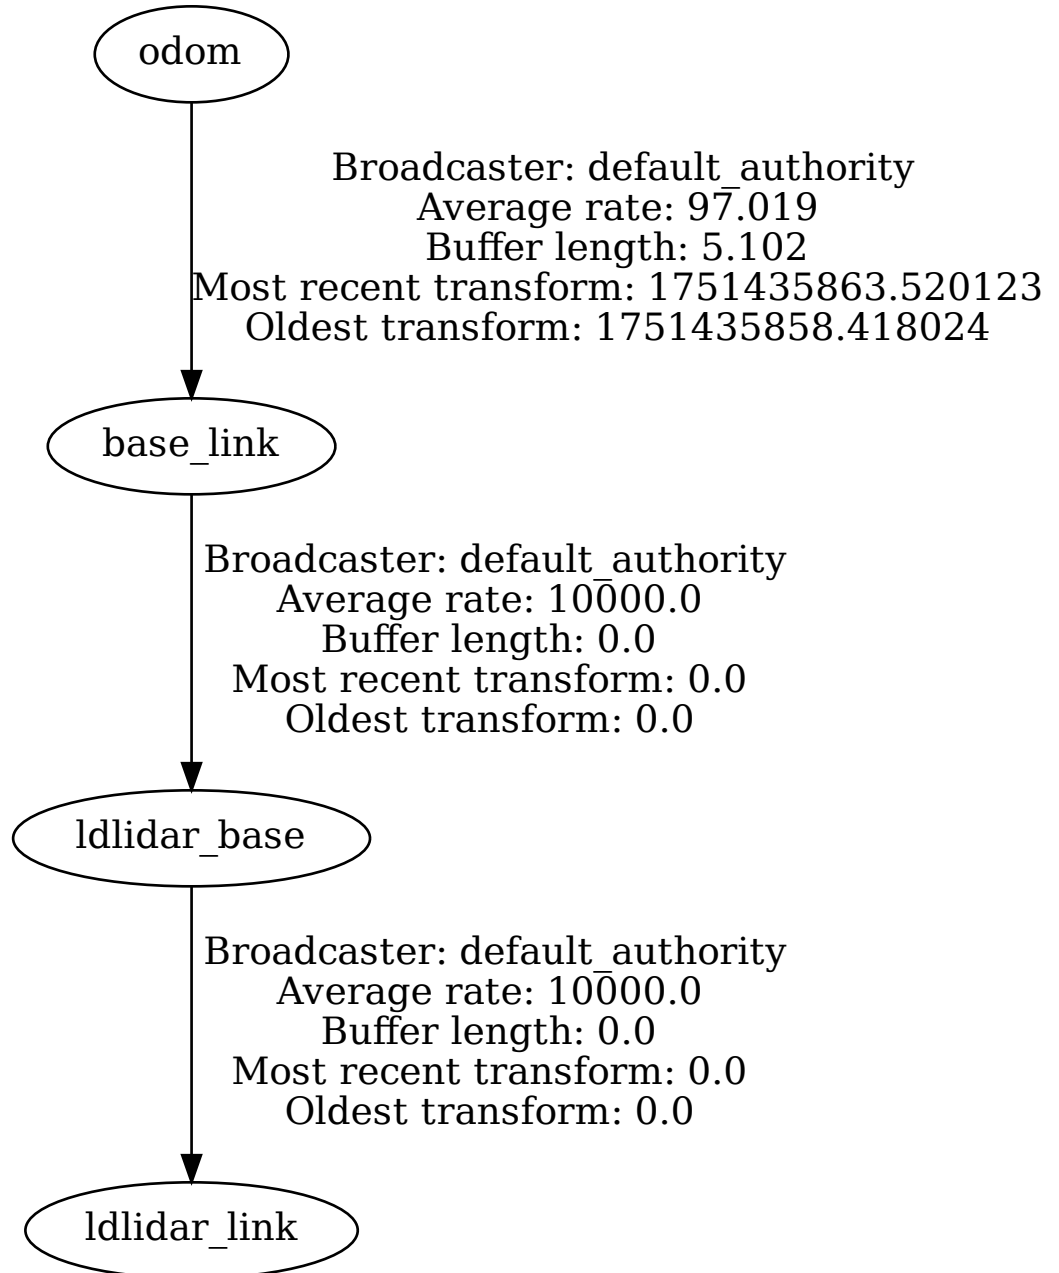 odom
Broadcaster: default_authority
Average rate: 97.019
Buffer length: 5.102
Most recent transform: 1751435863.520123
Oldest transform: 1751435858.418024
base_link
Broadcaster: default_authority
Average rate: 10000.0
Buffer length: 0.0
Most recent transform: 0.0
Oldest transform: 0.0
ldlidar_base
Broadcaster: default_authority
Average rate: 10000.0
Buffer length: 0.0
Most recent transform: 0.0
Oldest transform: 0.0
ldlidar_link